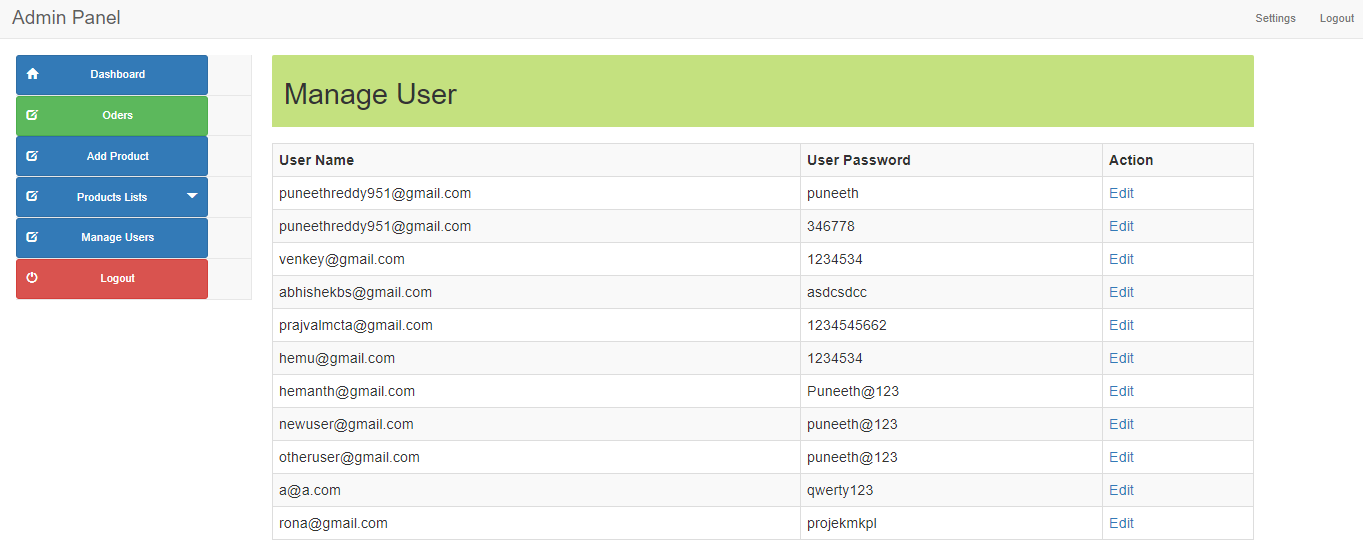 Admin Panel
Settings
Logout
Dashboard
Oders
Add Product
Products Lists
Manage Users
Logout
Manage User
User Name User Password Action
puneethreddy951@gmail.com puneeth Edit
puneethreddy951@gmail.com 346778 Edit
venkey@gmail.com 1234534 Edit
abhishekbs@gmail.com asdcsdcc Edit
prajvalmcta@gmail.com 1234545662 Edit
hemu@gmail.com 1234534 Edit
hemanth@gmail.com Puneeth@123 Edit
newuser@gmail.com puneeth@123 Edit
otheruser@gmail.com puneeth@123 Edit
a@a.com qwerty123 Edit
rona@gmail.com projekmkpl Edit